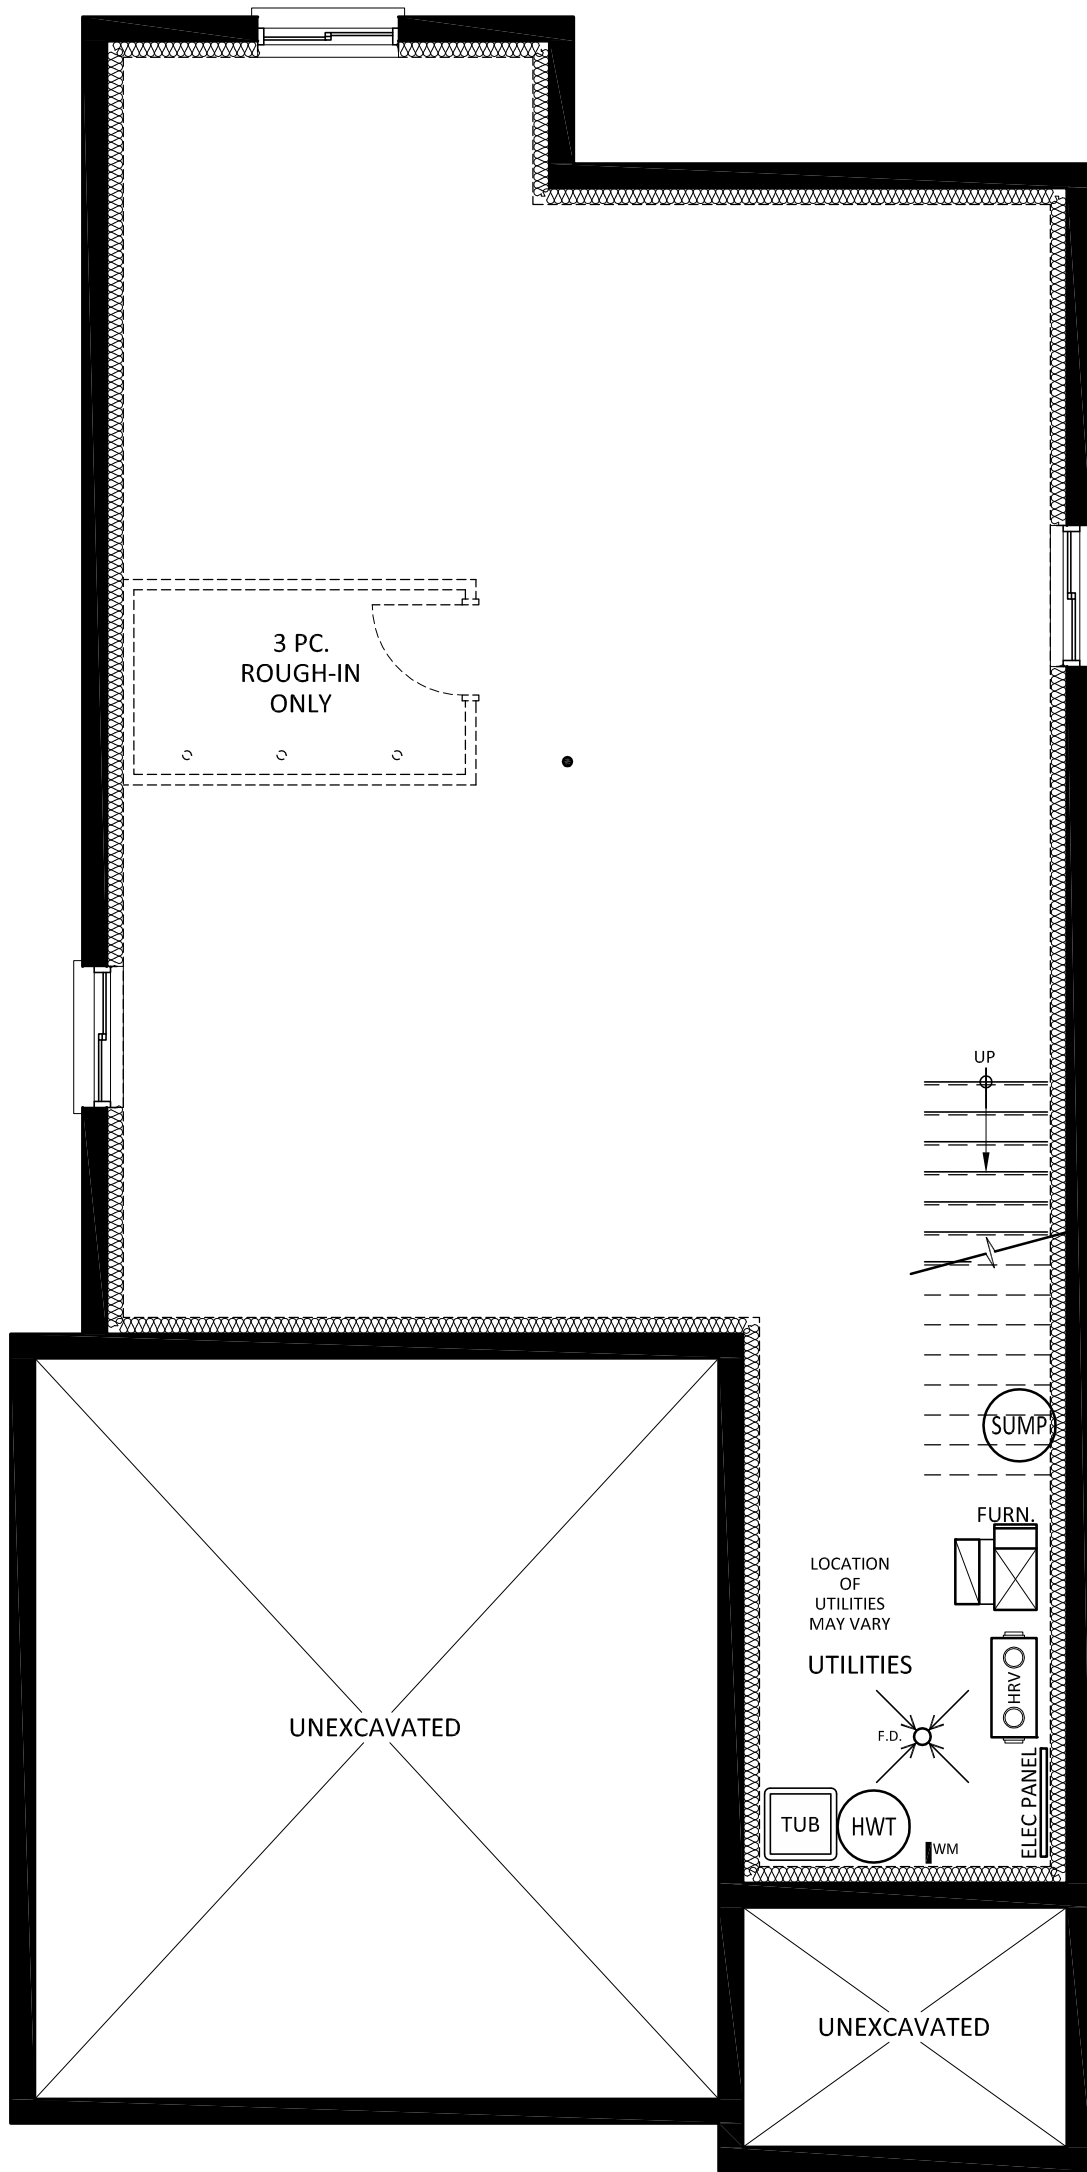 3 PC.
ROUGH-IN
ONLY
UP
SUMP
FURN.
LOCATION
OF
UTILITIES
MAY VARY
UTILITIES
HRV
F.D.
UNEXCAVATED
ELEC PANEL
TUB
HWT
WM
UNEXCAVATED